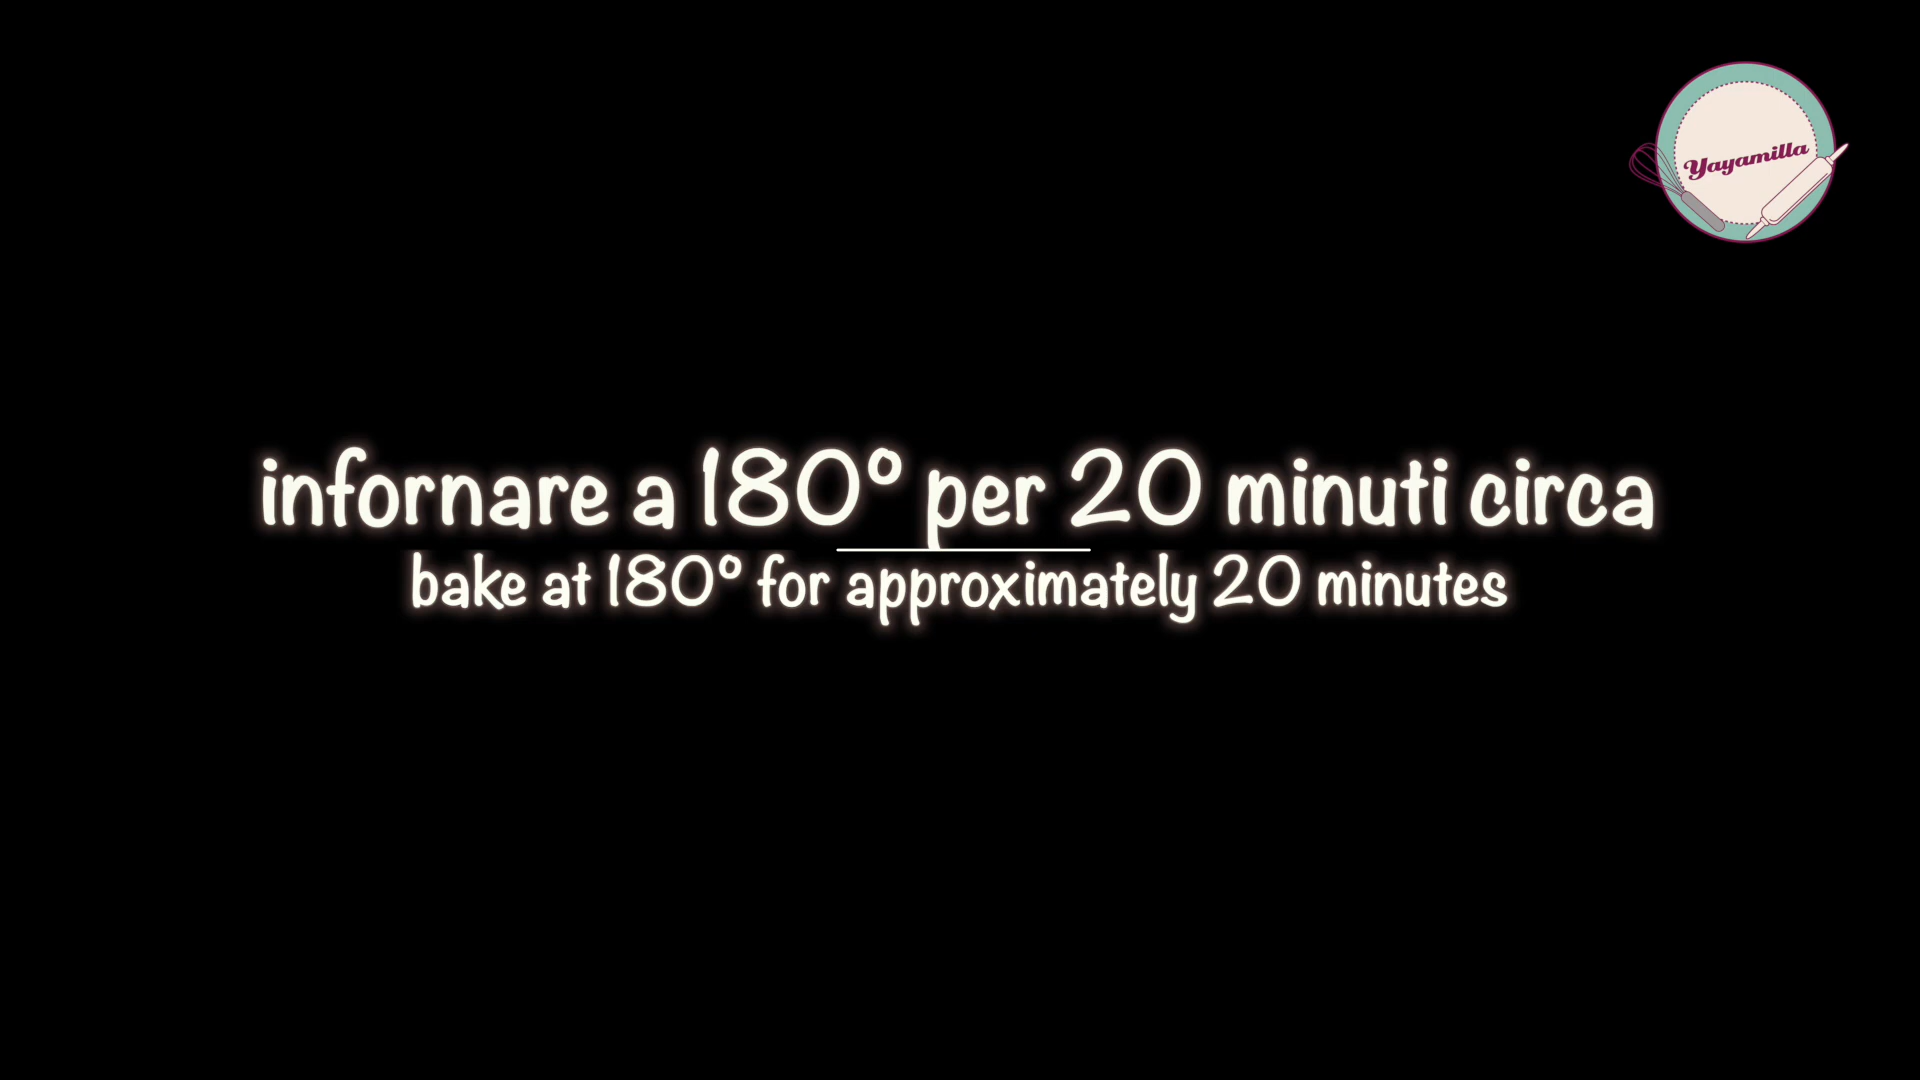 Yayamilla
infornare a 180° per 20 minuti circa
bake at 180° for approximately 20 minutes